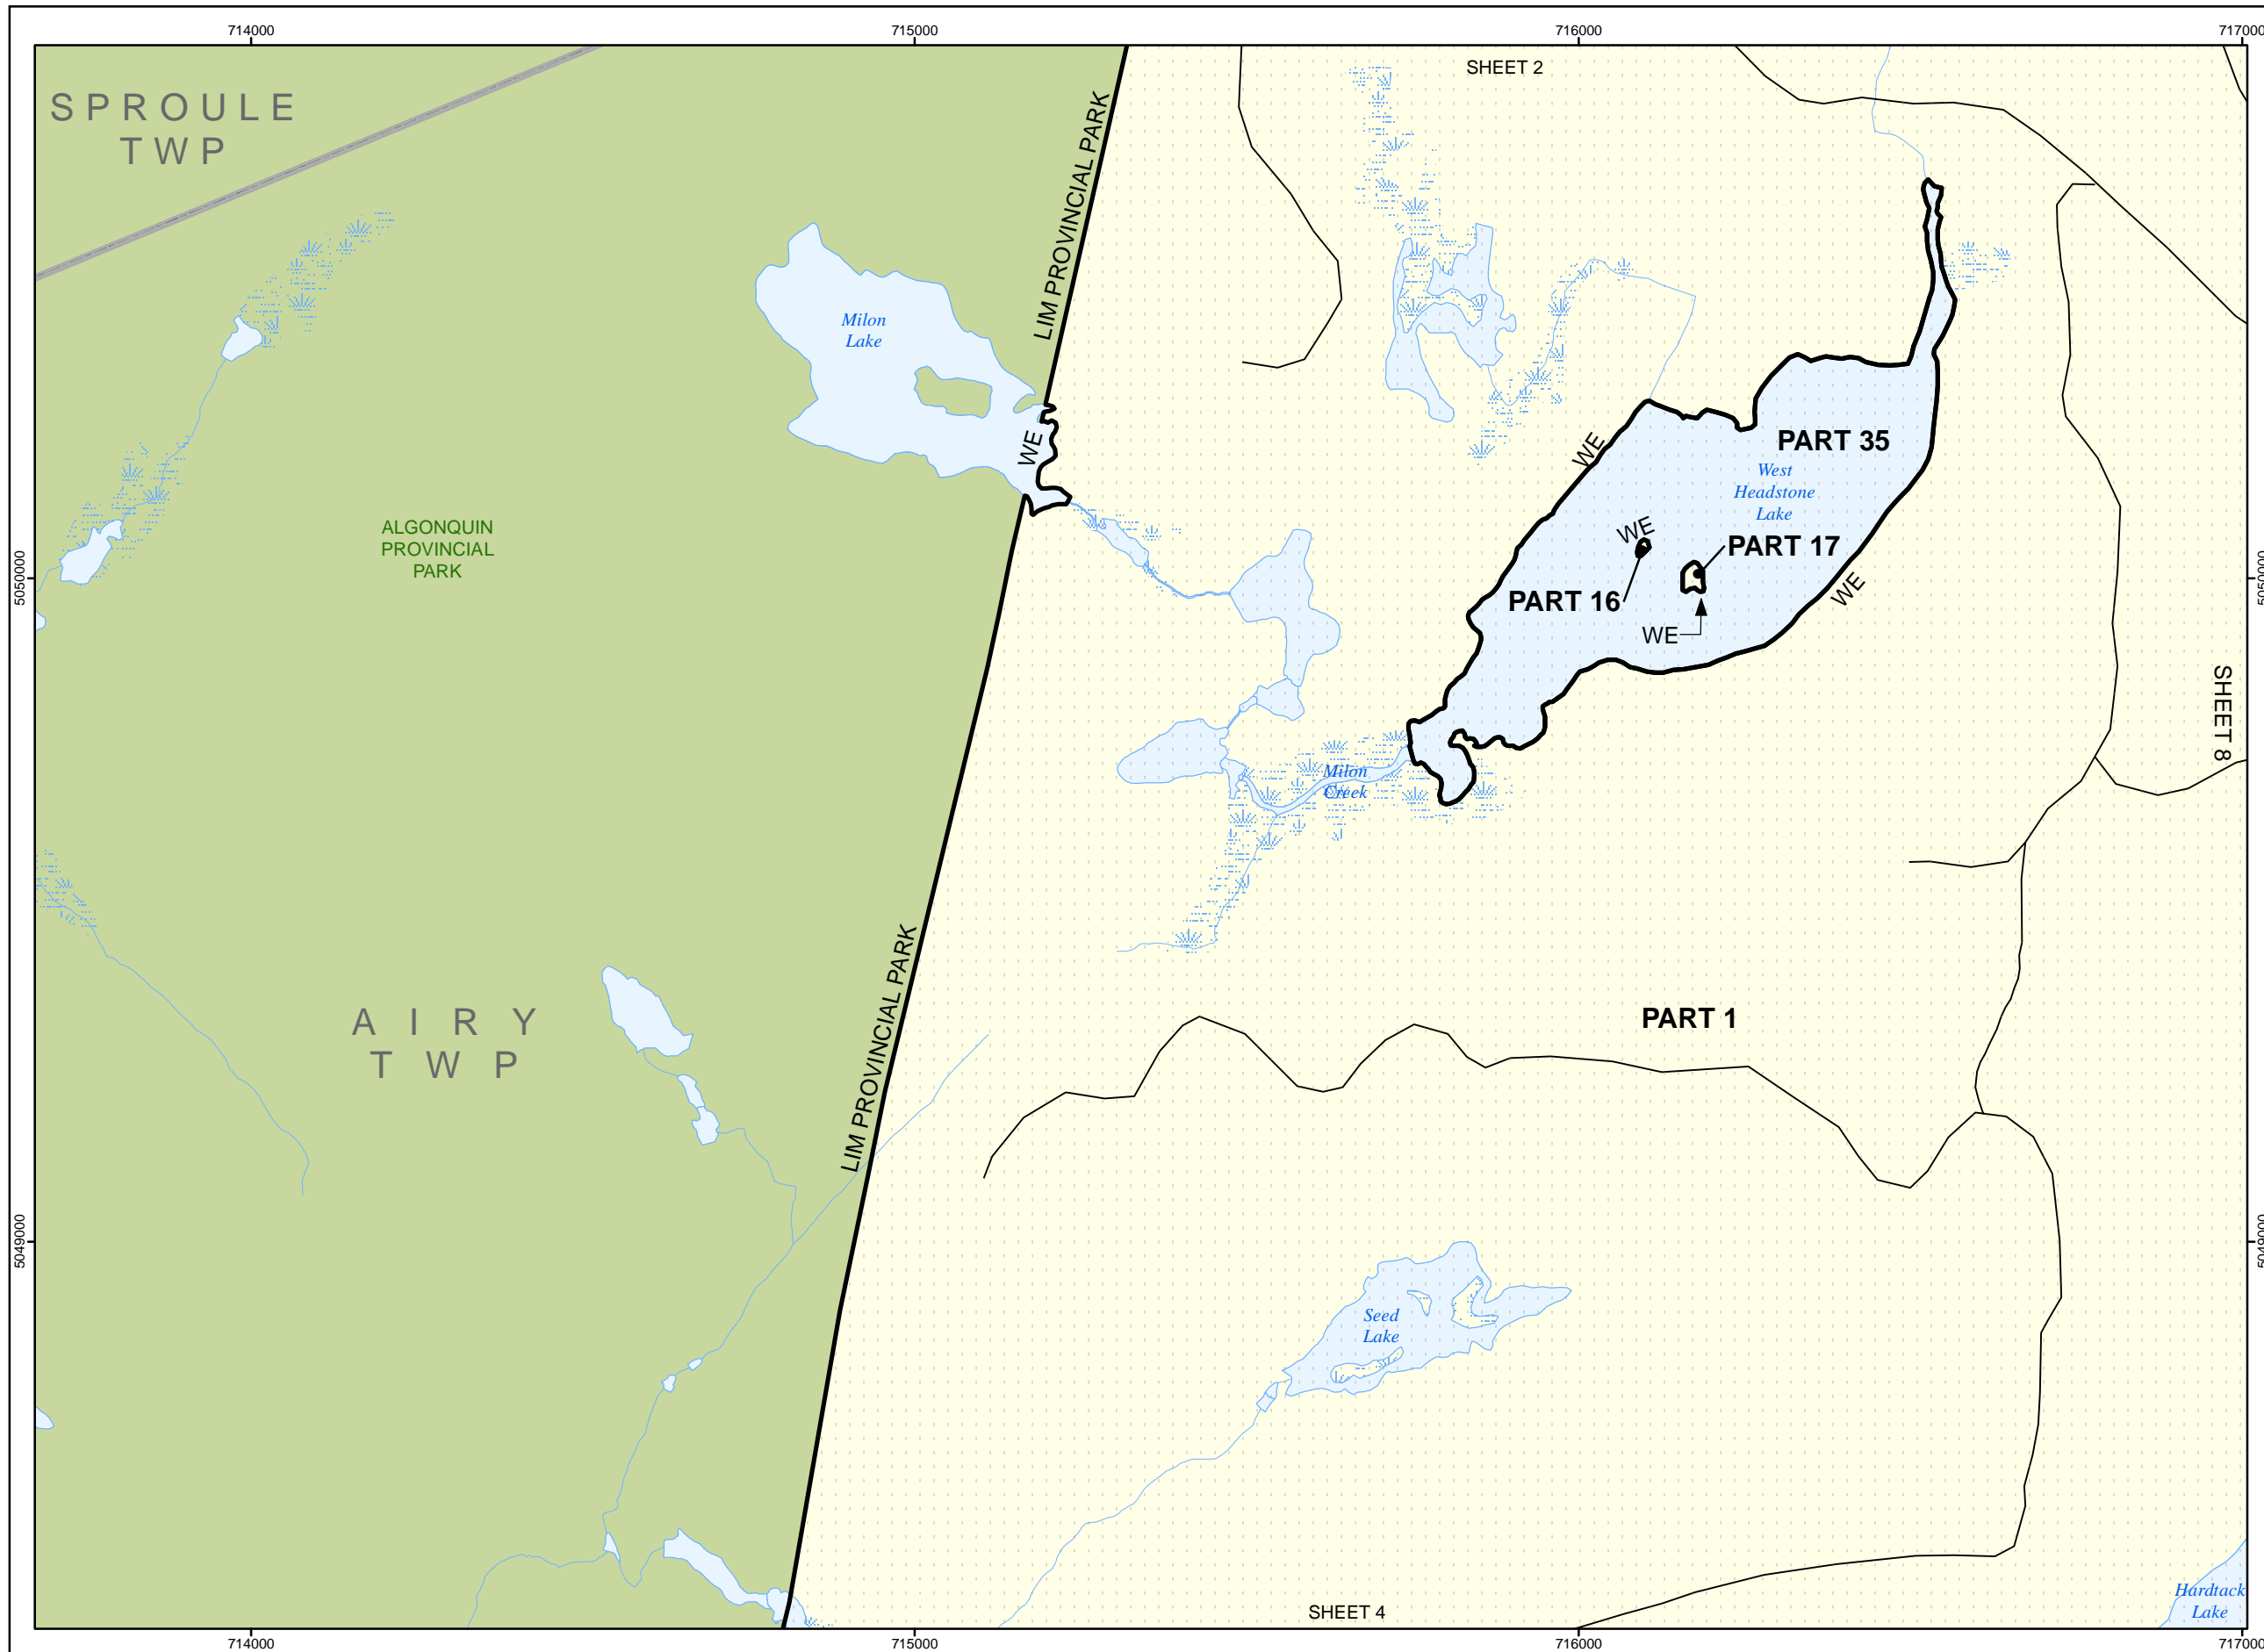 714000
715000
716000
717000
SHEET 2
SPROULE
TWP
LIM PROVINCIAL PARK
Milon
Lake
WE
WE
PART 35
West
Headstone
Lake
ALGONQUIN
PROVINCIAL
PARK
WE
PART 17
PART 16
WE
WE
5050000
5050000
SHEET 8
Milon
Creek
LIM PROVINCIAL PARK
AIRY
TWP
PART 1
5049000
5049000
Seed
Lake
Hardtack
Lake
SHEET 4
714000
715000
716000
717000